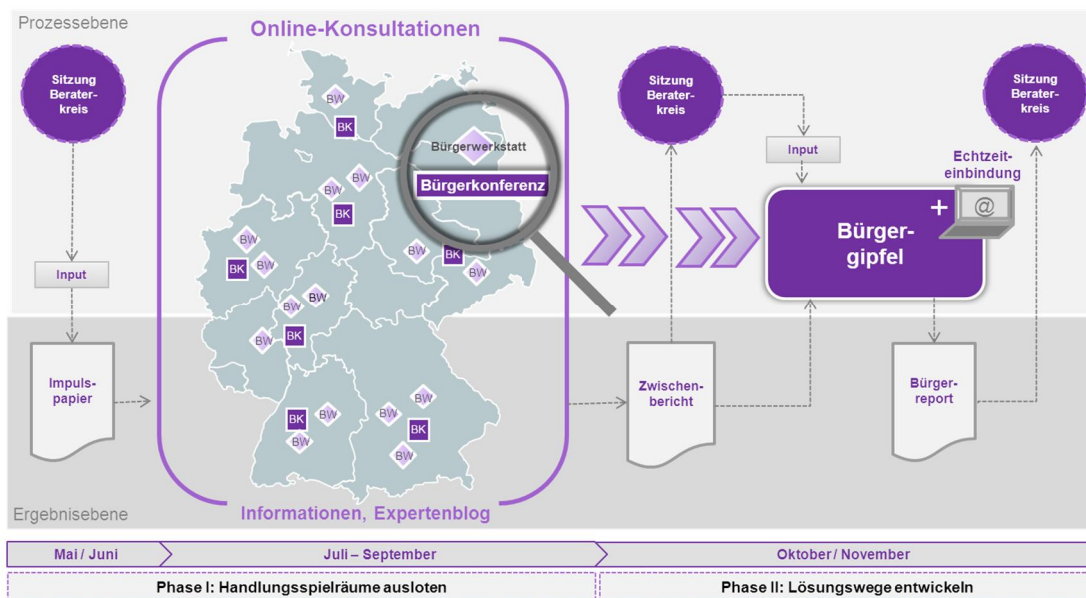 Prozessebene
Online-Konsultationen
Sitzung
Berater-
kreis
Input
Impuls-
papier
BW
BK
Bürgerwerkstatt
Bürgerkonferenz
BW
BW
BK
BW
BK
BW
BW
BK
BW
BW
BW
BW
BK
BK
BW
BW
BW
BW
BK
BW
Informationen, Expertenblog
Sitzung
Berater-
kreis
Input
Sitzung
Berater-
kreis
Echtzeit-
einbindung
+
@
Bürger-
gipfel
Zwischen-
bericht
Bürger-
report
Ergebnisebene
Mai / Juni
Juli – September
Oktober / November
Phase I: Handlungsspielräume ausloten
Phase II: Lösungswege entwickeln